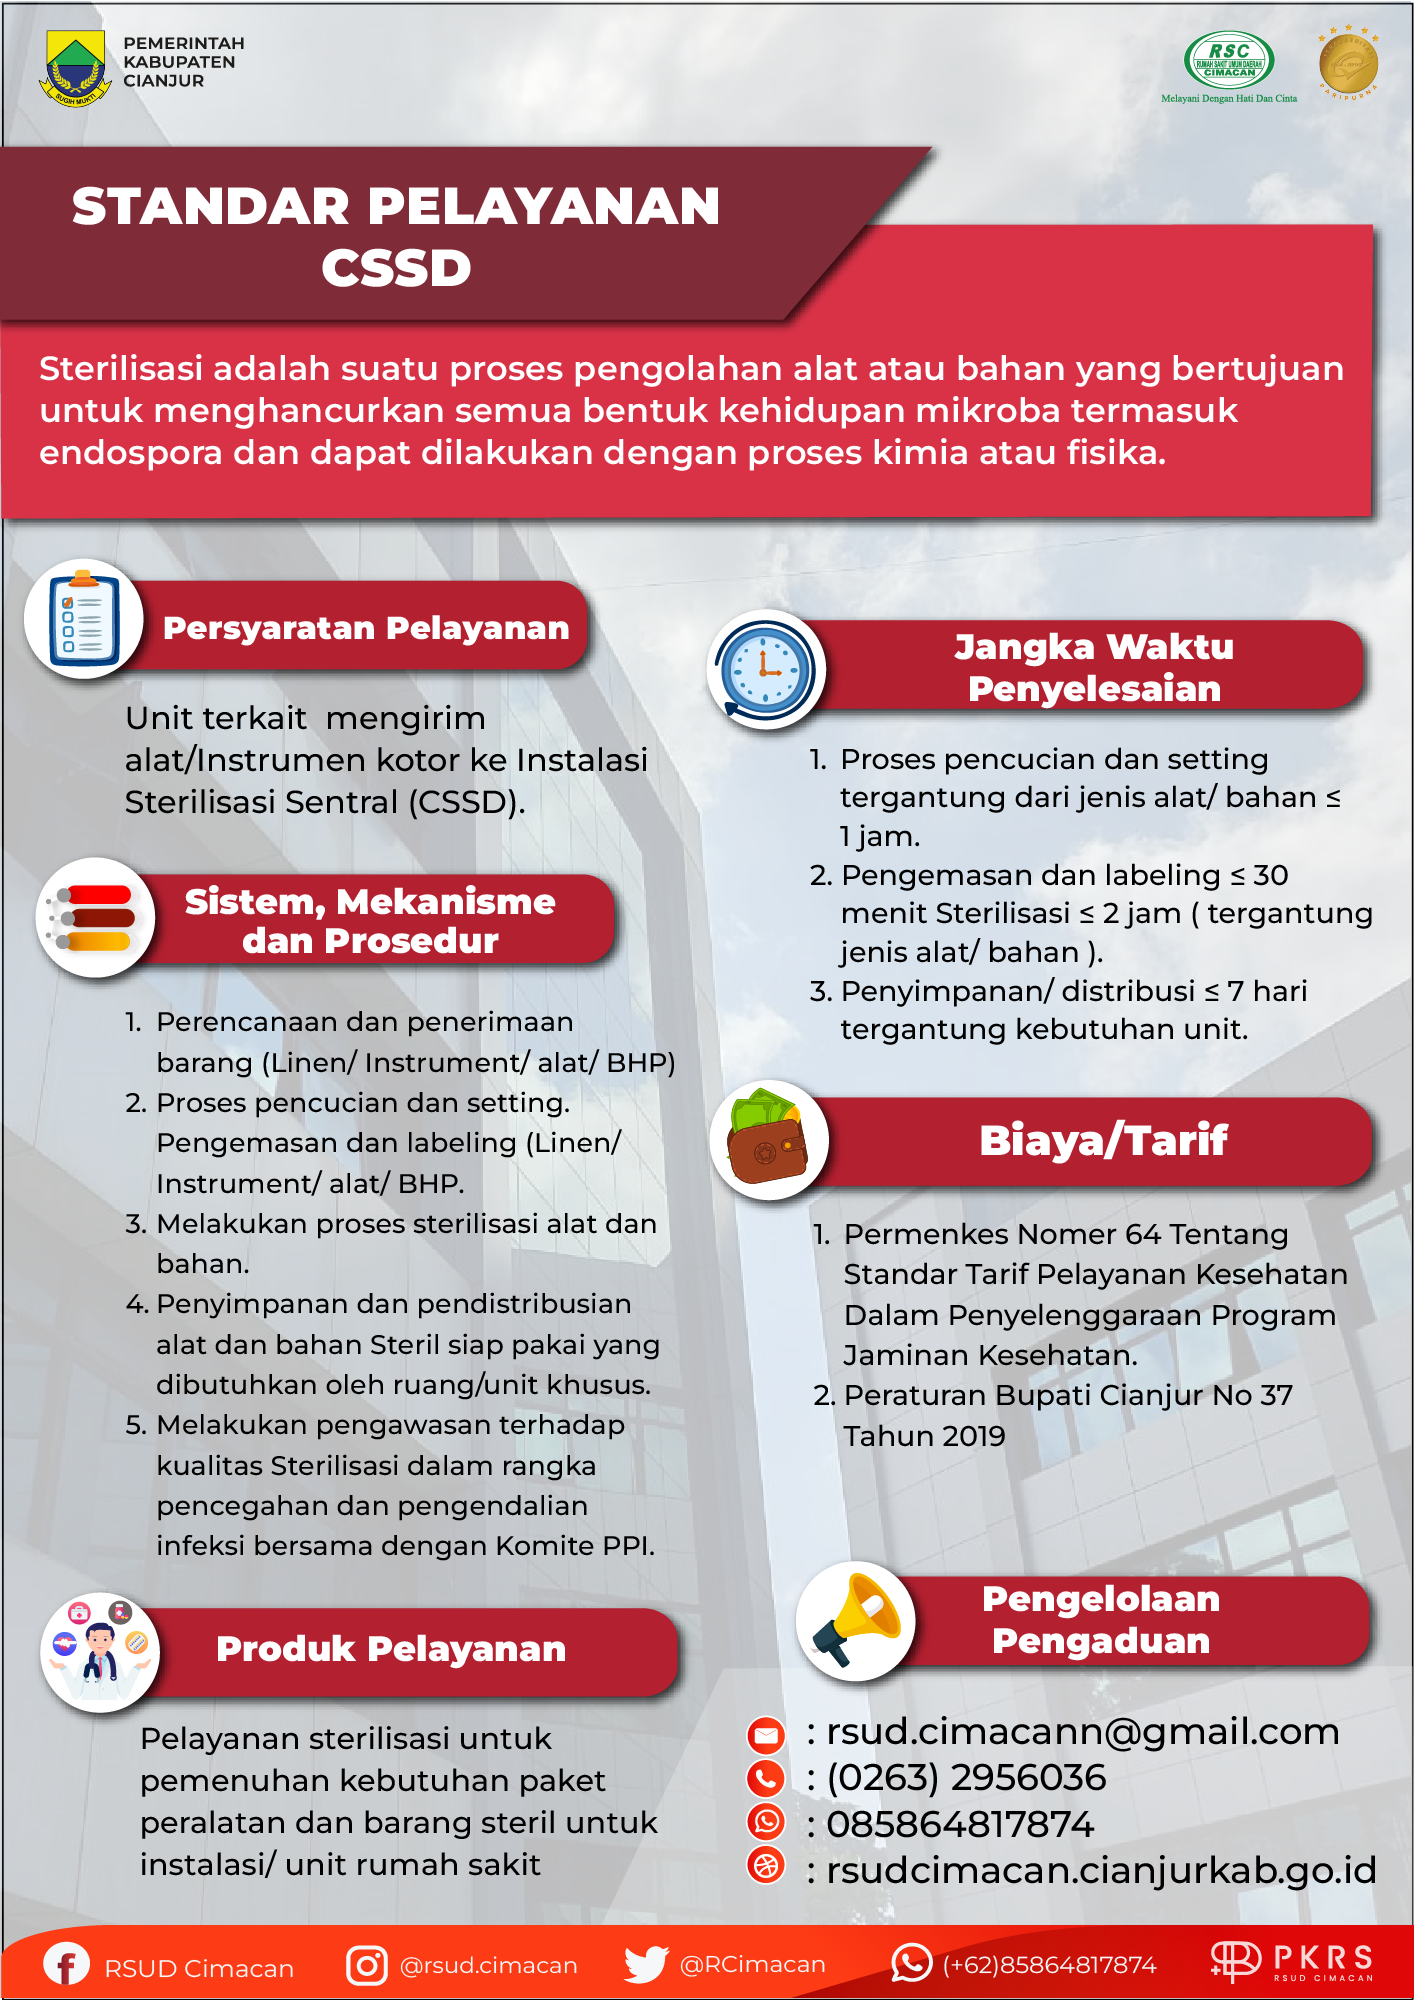 PEMERINTAH
KABUPATEN
CIANJUR
SUGIH MUKTI
RSC
RUMAH SAKIT UMUM DAERAH
CIMACAN
Melayani Dengan Hati Dan Cinta
PARIPURNA
STANDAR PELAYANAN
CSSD
Sterilisasi adalah suatu proses pengolahan alat atau bahan yang bertujuan
untuk menghancurkan semua bentuk kehidupan mikroba termasuk
endospora dan dapat dilakukan dengan proses kimia atau fisika.
Persyaratan Pelayanan
Unit terkait  mengirim
alat/Instrumen kotor ke Instalasi
Sterilisasi Sentral (CSSD).
Sistem, Mekanisme
dan Prosedur
1. Perencanaan dan penerimaan
barang (Linen/ Instrument/ alat/ BHP)
2. Proses pencucian dan setting.
Pengemasan dan labeling (Linen/
Instrument/ alat/ BHP.
3. Melakukan proses sterilisasi alat dan
bahan.
4. Penyimpanan dan pendistribusian
alat dan bahan Steril siap pakai yang
dibutuhkan oleh ruang/unit khusus.
5. Melakukan pengawasan terhadap
kualitas Sterilisasi dalam rangka
pencegahan dan pengendalian
infeksi bersama dengan Komite PPI.
Produk Pelayanan
Pelayanan sterilisasi untuk
pemenuhan kebutuhan paket
peralatan dan barang steril untuk
instalasi/ unit rumah sakit
Jangka Waktu
Penyelesaian
1. Proses pencucian dan setting
tergantung dari jenis alat/ bahan ≤
1 jam.
2. Pengemasan dan labeling ≤ 30
menit Sterilisasi ≤ 2 jam ( tergantung
jenis alat/ bahan ).
3. Penyimpanan/ distribusi ≤ 7 hari
tergantung kebutuhan unit.
Biaya/Tarif
1. Permenkes Nomer 64 Tentang
Standar Tarif Pelayanan Kesehatan
Dalam Penyelenggaraan Program
Jaminan Kesehatan.
2. Peraturan Bupati Cianjur No 37
Tahun 2019
Pengelolaan
Pengaduan
: rsud.cimacann@gmail.com
: (0263) 2956036
: 085864817874
: rsudcimacan.cianjurkab.go.id
RSUD Cimacan
@rsud.cimacan
@RCimacan
(+62)85864817874
PKRS
RSUD CIMACAN